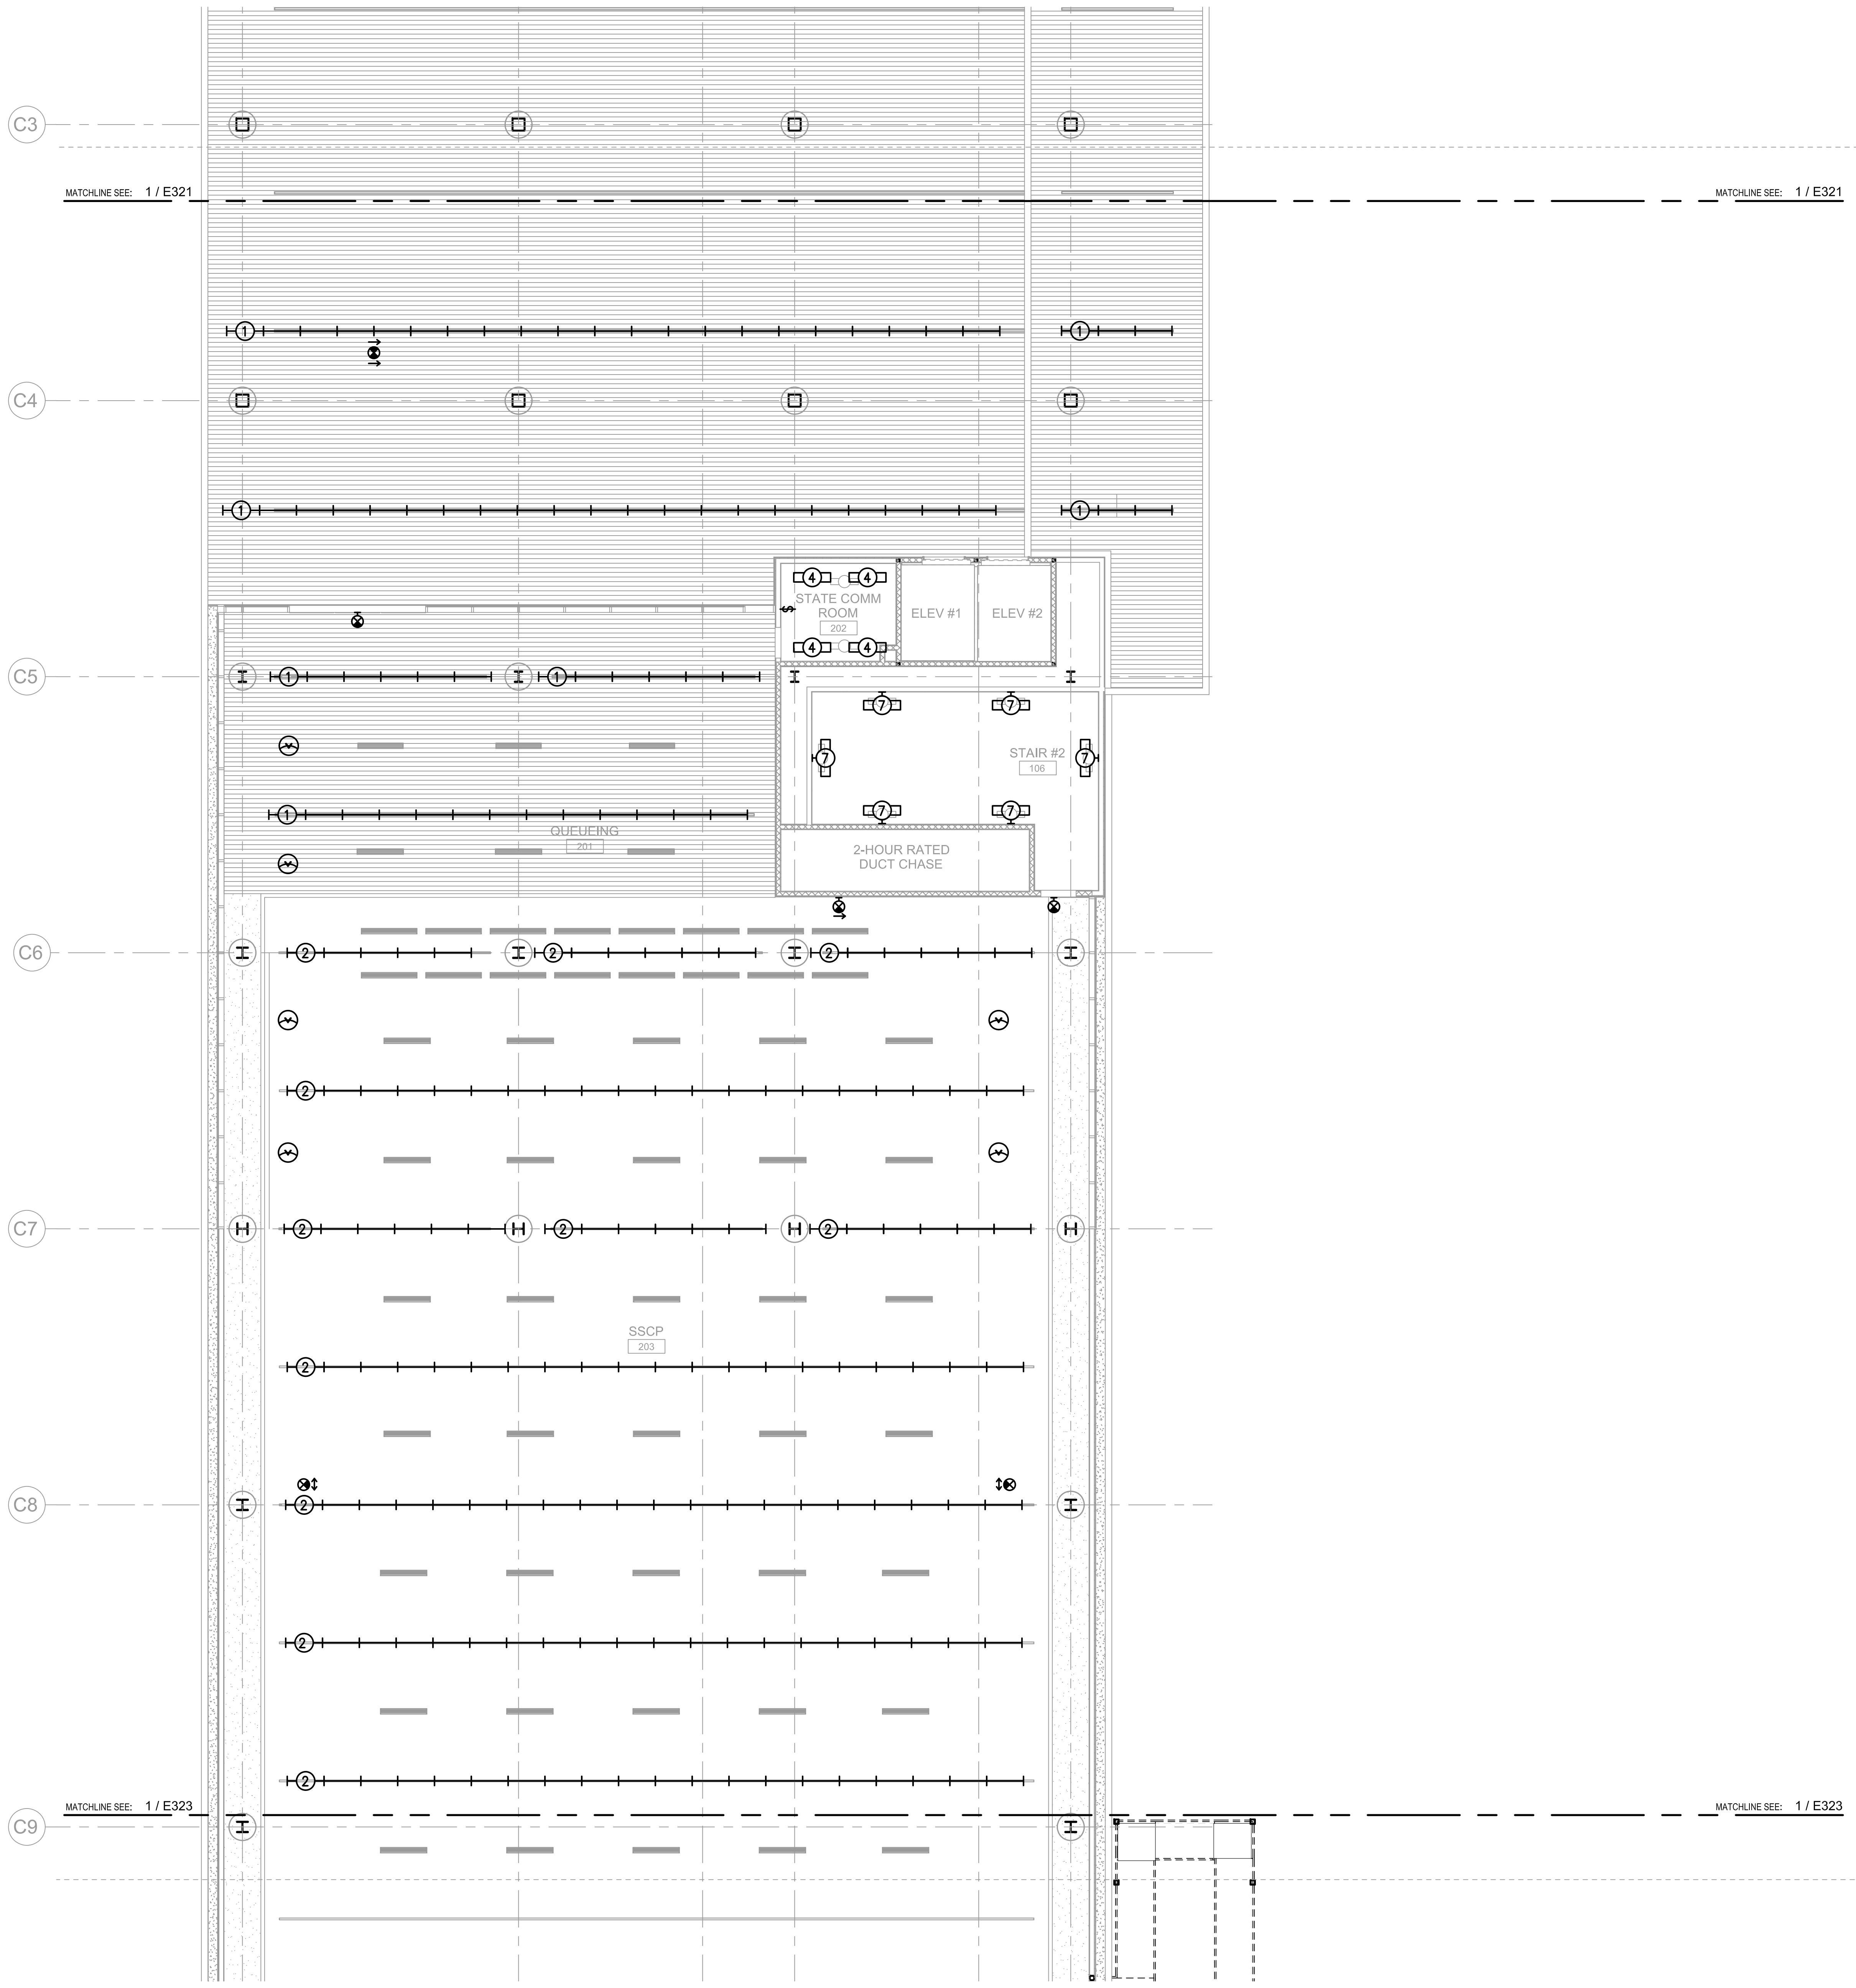 C3
MATCHLINE SEE: 1 / E321
MATCHLINE SEE: 1 / E321
1
1
C4
1
1
4
4
STATE COMM
ROOM
202
ELEV #1
ELEV #2
$
4
4
C5
1
1
7
7
STAIR #2
106
7
7
1
7
7
QUEUEING
201
2-HOUR RATED
DUCT CHASE
C6
2
2
2
2
C7
2
2
2
SSCP
203
2
C8
2
2
2
MATCHLINE SEE: 1 / E323
MATCHLINE SEE: 1 / E323
C9